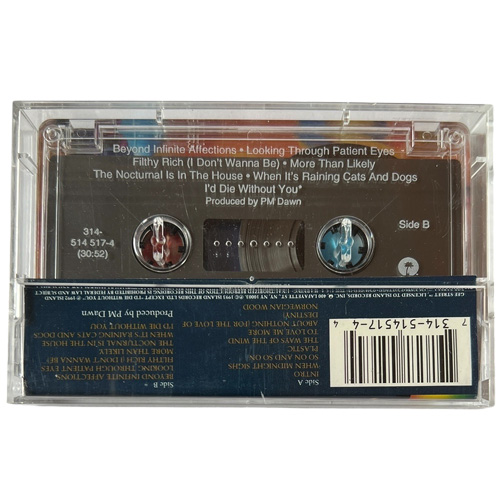 Beyond Infinite Affections • Looking Through Patient Eyes
Filthy Rich (I Don't Wanna Be) • More Than Likely
The Nocturnal Is In The House • When It's Raining Cats And Dogs
I'd Die Without You*
Produced by PM Dawn
314-
514 517-4
(30:52)
Side B
Side A
INTRO
WHEN MIDNIGHT SIGHS
SO ON AND SO ON
PLASTIC
THE WAYS OF THE WIND
TO LOVE ME MORE
ABOUT NOTHING (FOR THE LOVE OF
DESTINY)
NORWEGIAN WOOD
Side B
BEYOND INFINITE AFFECTIONS
LOOKING THROUGH PATIENT EYES
FILTHY RICH (I DON'T WANNA BE)
MORE THAN LIKELY
THE NOCTURNAL IS IN THE HOUSE
WHEN IT'S RAINING CATS AND DOGS
I'D DIE WITHOUT YOU
Produced by PM Dawn
7 314-514517-4 4